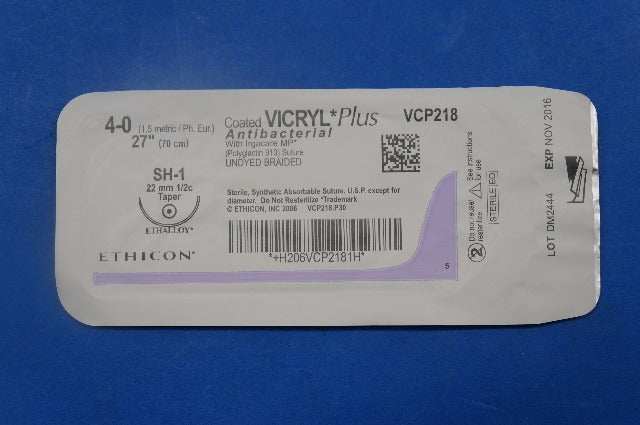 4-0 (1.5 metric / Ph. Eur.)
27" (70 cm)
SH-1
22 mm 1/2c
Taper
ETHALLOY*
ETHICON*
Coated VICRYL* Plus VCP218
Antibacterial
With Irgacare MP*
(Polyglactin 910) Suture
UNDYED BRAIDED
Sterile, Synthetic Absorbable Suture. U.S.P. except for
diameter. Do Not Resterilize *Trademark
© ETHICON, INC 2006 VCP218.P30
*+H206VCP2181H*
5
2 Do not reuse/
resterilize
See instructions
for use
STERILE EO
LOT DM2444 EXP NOV 2016